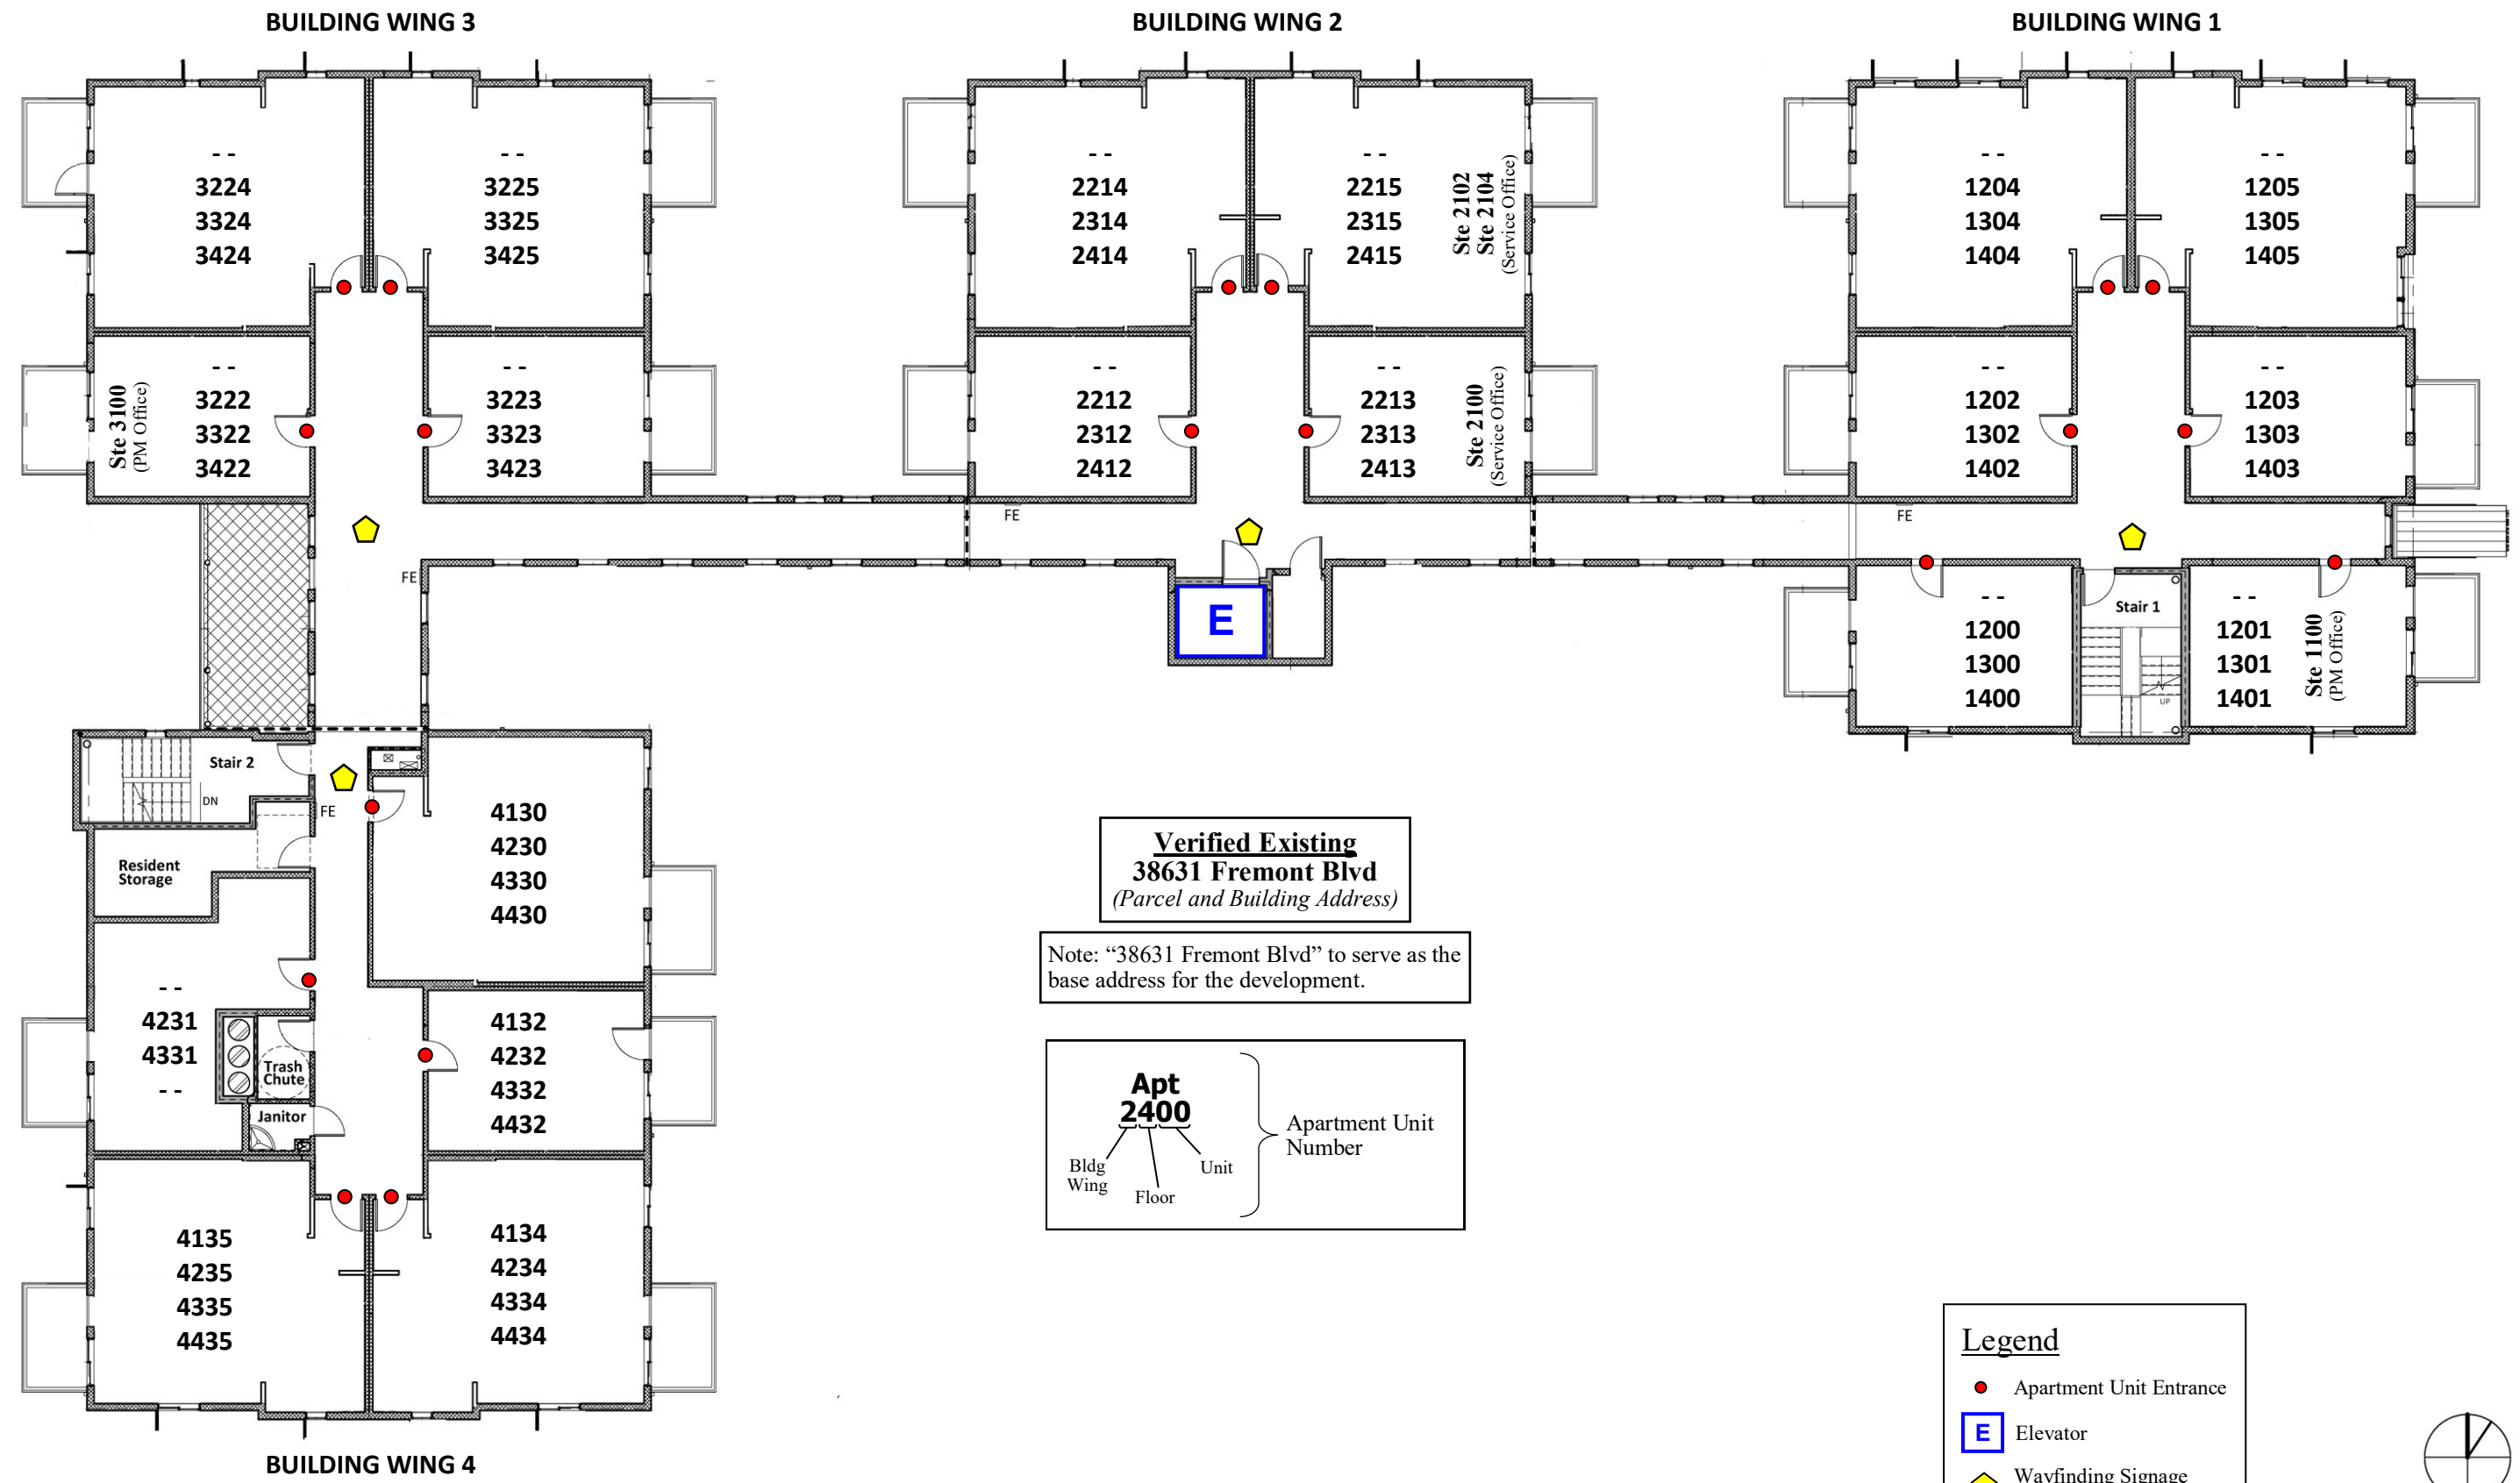 BUILDING WING 3
BUILDING WING 2
BUILDING WING 1
- -
3224
3324
3424
- -
3225
3325
3425
- -
2214
2314
2414
- -
2215
2315
2415
Ste 2102
Ste 2104
(Service Office)
- -
1204
1304
1404
- -
1205
1305
1405
Ste 3100
(PM Office)
- -
3222
3322
3422
- -
3223
3323
3423
- -
2212
2312
2412
- -
2213
2313
2413
Ste 2100
(Service Office)
- -
1202
1302
1402
- -
1203
1303
1403
FE
FE
FE
E
- -
1200
1300
1400
Stair 1
UP
- -
1201
1301
1401
Ste 1100
(PM Office)
Stair 2
DN
FE
Resident
Storage
4130
4230
4330
4430
- -
4231
4331
- -
Trash
Chute
Janitor
4132
4232
4332
4432
4135
4235
4335
4435
4134
4234
4334
4434
BUILDING WING 4
Verified Existing
38631 Fremont Blvd
(Parcel and Building Address)
Note: “38631 Fremont Blvd” to serve as the
base address for the development.
Apt
2400
Bldg
Wing
Floor
Unit
Apartment Unit
Number
Legend
Apartment Unit Entrance
E Elevator
Wayfinding Signage